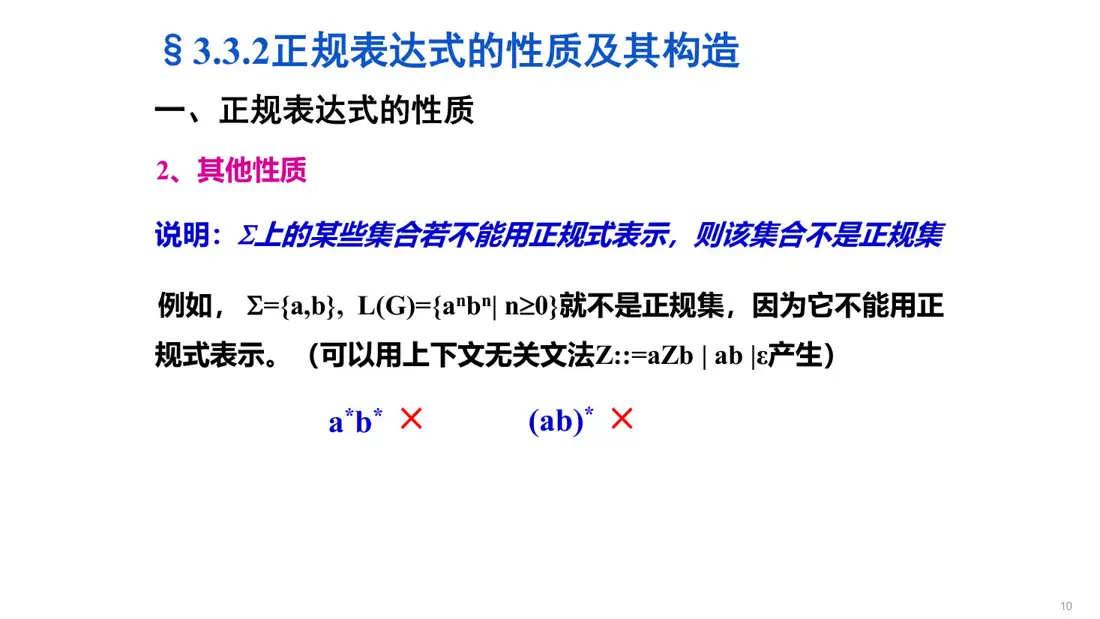 §3.3.2正规表达式的性质及其构造
一、正规表达式的性质
2、其他性质
说明：Σ上的某些集合若不能用正规式表示，则该集合不是正规集
例如， Σ={a,b}, L(G)={aⁿbⁿ| n≥0}就不是正规集，因为它不能用正
规式表示。（可以用上下文无关文法Z::=aZb | ab |ε产生）
a*b* × (ab)* ×
10